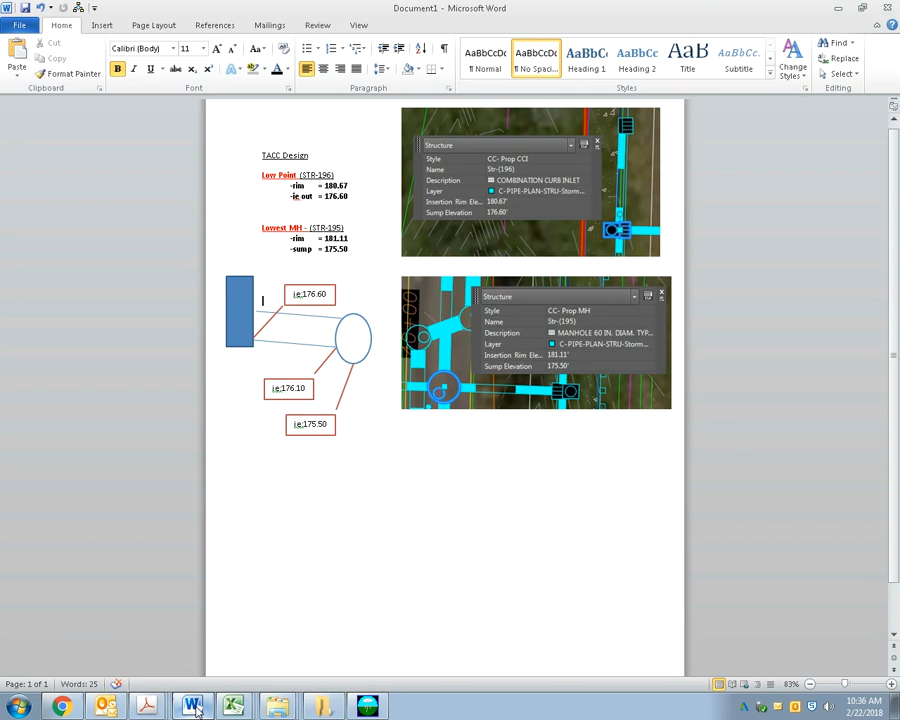 Document1 - Microsoft Word
File Home Insert Page Layout References Mailings Review View
Paste
Cut
Copy
Format Painter
Clipboard
Calibri (Body) 11
Font
Paragraph
AaBbCcDc AaBbCcDc AaBbC AaBbCc AaB AaBbCc.
¶ Normal ¶ No Spaci... Heading 1 Heading 2 Title Subtitle
Change Styles
Styles
Find
Replace
Select
Editing
TACC Design
Low Point (STR-196)
-rim = 180.67
-ie out = 176.60
Lowest MH - (STR-195)
-rim = 181.11
-sump = 175.50
ie:176.60
ie:176.10
ie:175.50
Structure
Style CC- Prop CCI
Name Str-(196)
Description COMBINATION CURB INLET
Layer C-PIPE-PLAN-STRU-Storm...
Insertion Rim Ele... 180.67'
Sump Elevation 176.60'
Structure
Style CC- Prop MH
Name Str-(195)
Description MANHOLE 60 IN. DIAM. TYP...
Layer C-PIPE-PLAN-STRU-Storm...
Insertion Rim Ele... 181.11'
Sump Elevation 175.50'
Page: 1 of 1 Words: 25
83%
10:36 AM
2/22/2018